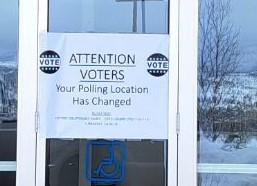 VOTE
VOTE
ATTENTION
VOTERS
Your Polling Location
Has Changed